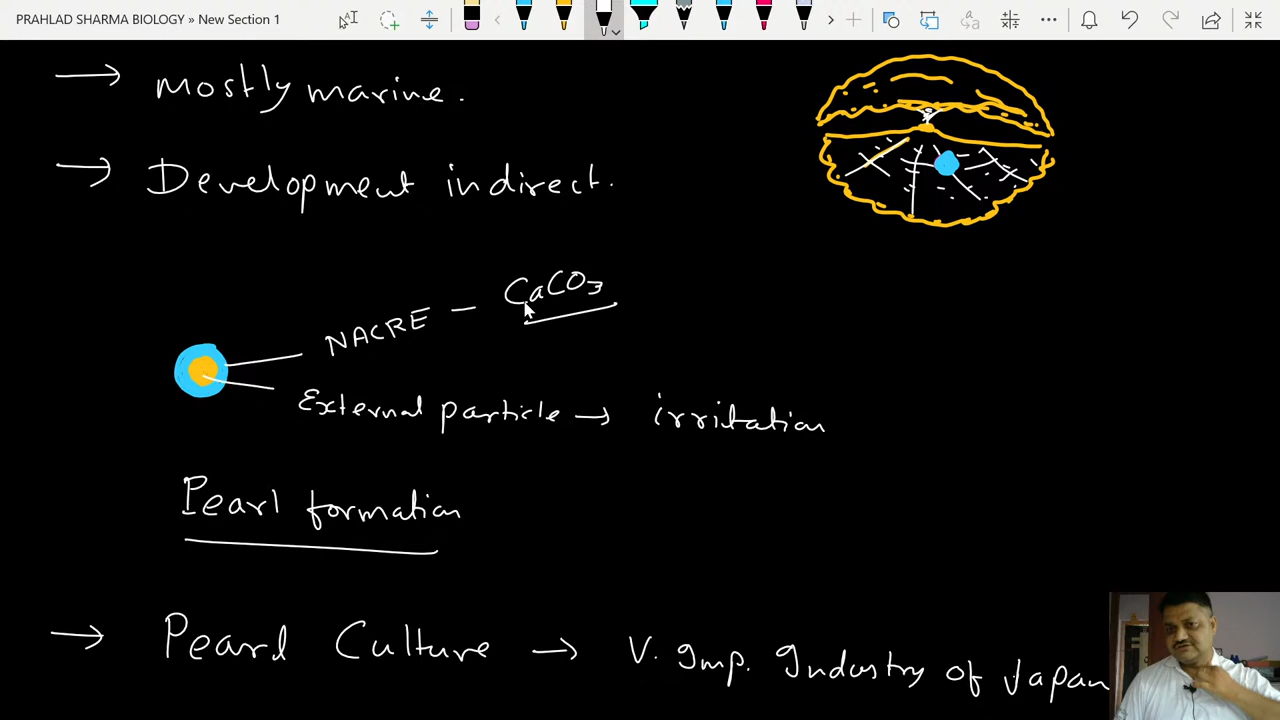 PRAHLAD SHARMA BIOLOGY » New Section 1
→ mostly marine.
→ Development indirect.
NACRE - CaCO3
External particle → irritation
Pearl formation
→ Pearl Culture → V. Imp. Industry of Japan